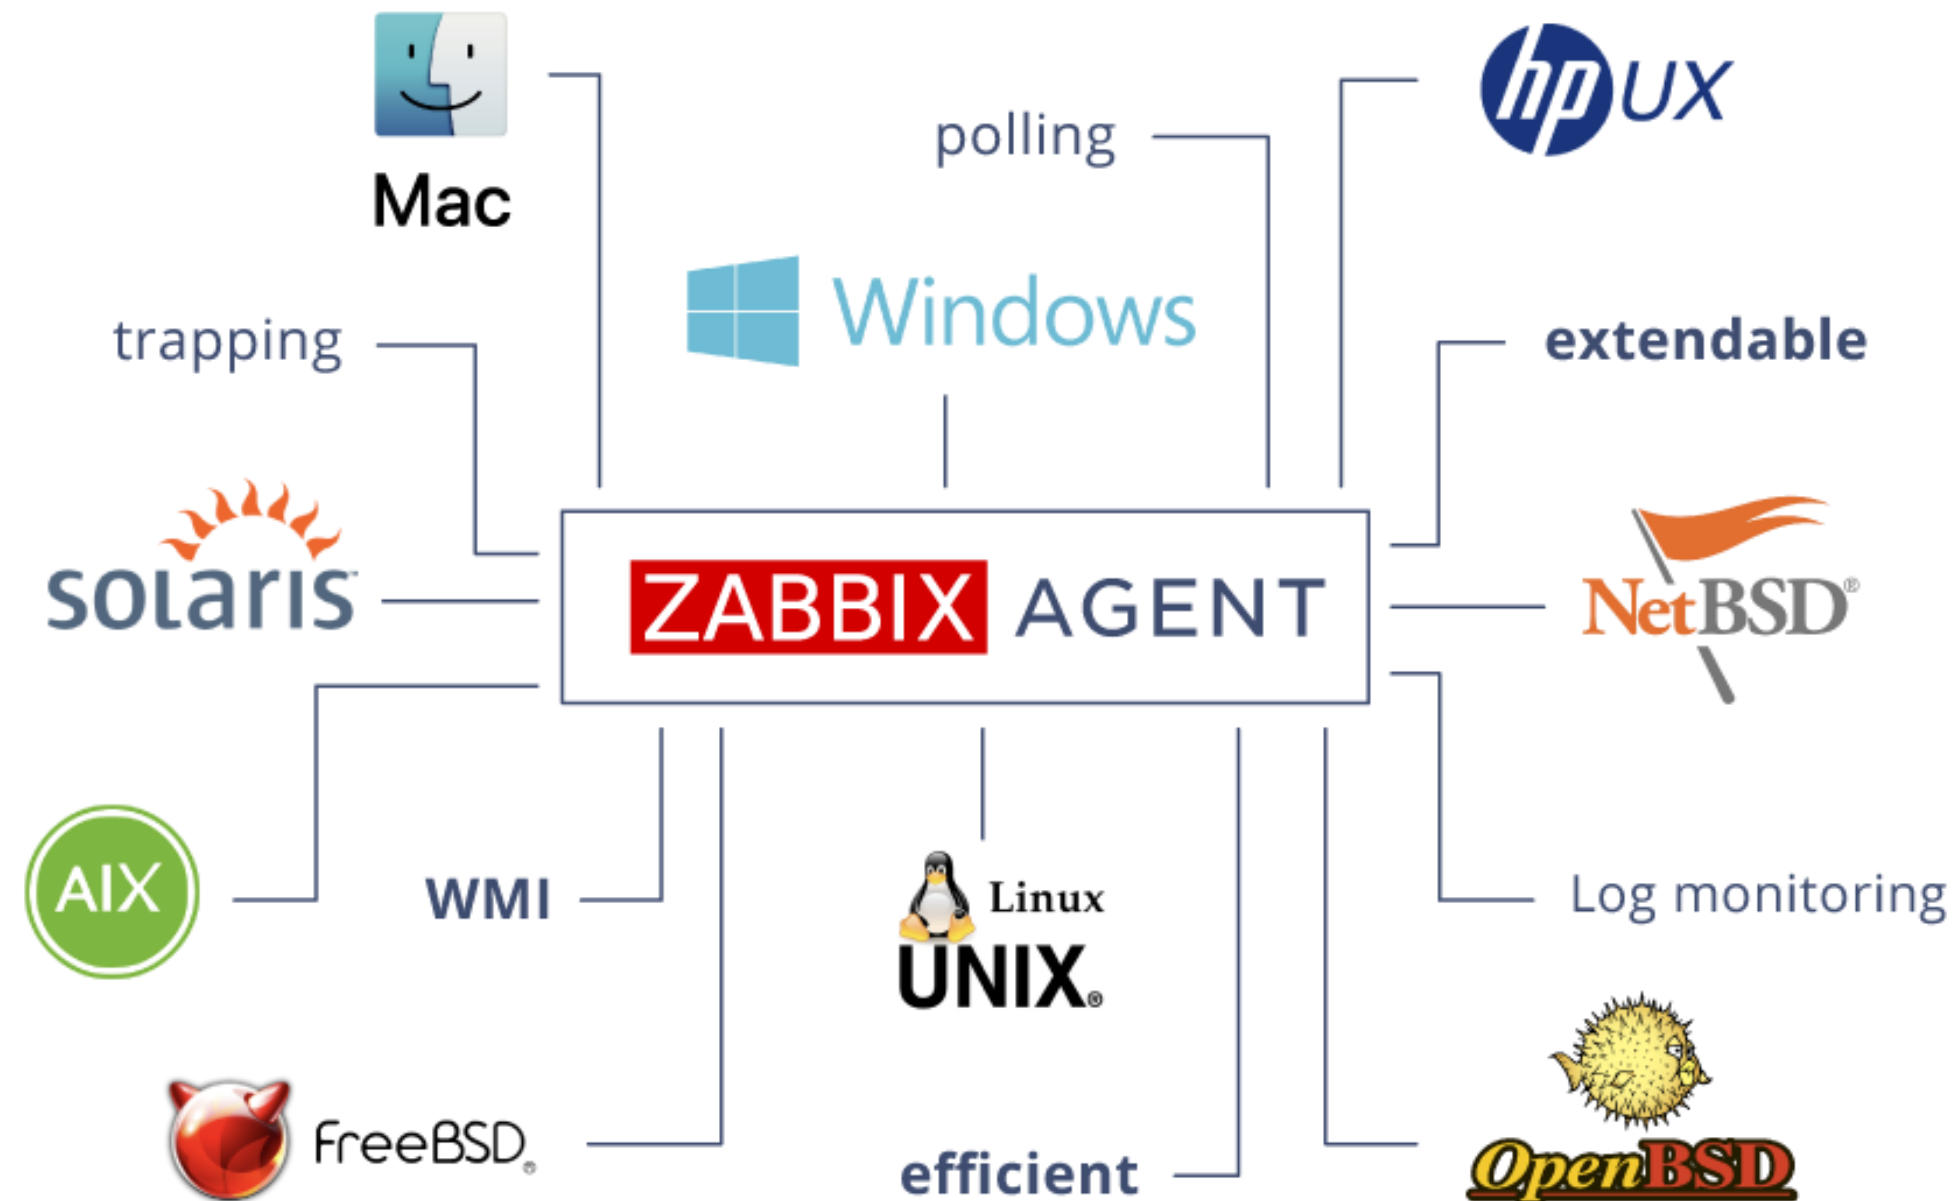 hp UX
polling
Mac
Windows
trapping
extendable
solaris™
ZABBIX AGENT
NetBSD®
AIX
WMI
Linux
UNIX®
Log monitoring
FreeBSD®
efficient
OpenBSD